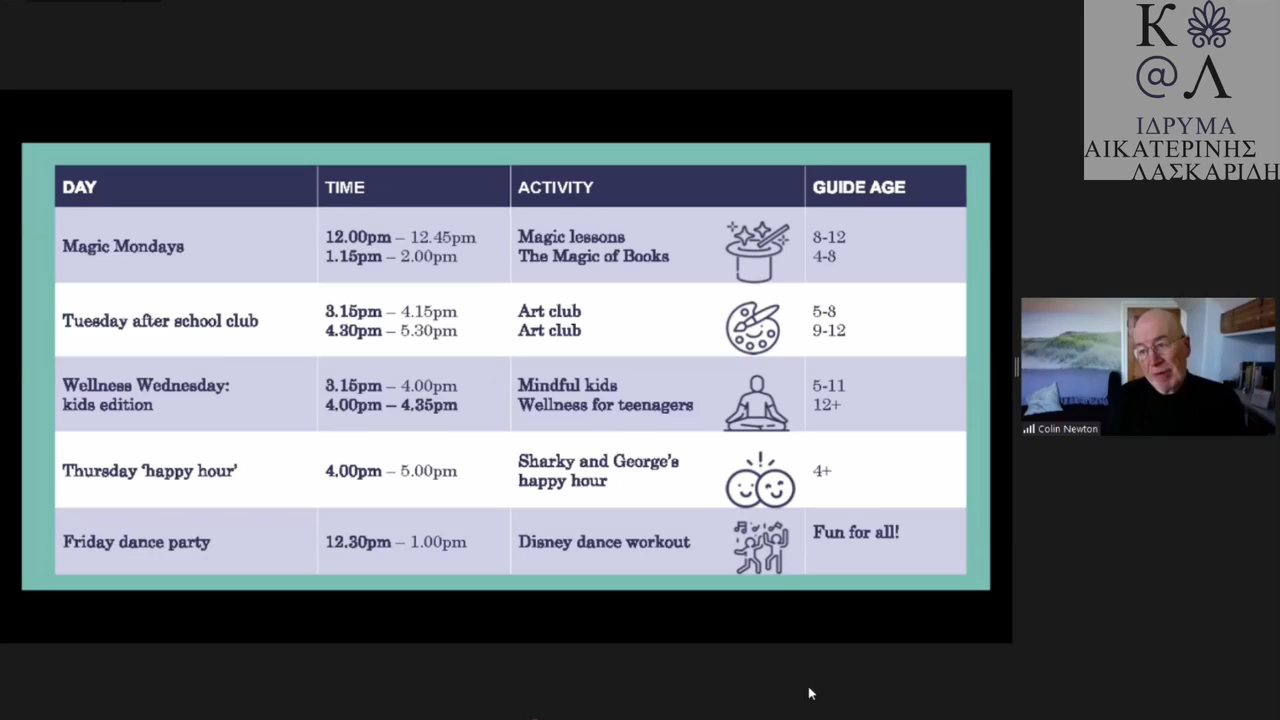 Κ
@ Λ
ΙΔΡΥΜΑ
ΑΙΚΑΤΕΡΙΝΗΣ
ΛΑΣΚΑΡΙΔΗ
DAY TIME ACTIVITY GUIDE AGE
Magic Mondays
12.00pm – 12.45pm Magic lessons 8-12
1.15pm – 2.00pm The Magic of Books 4-8
Tuesday after school club
3.15pm – 4.15pm Art club 5-8
4.30pm – 5.30pm Art club 9-12
Wellness Wednesday: 3.15pm – 4.00pm Mindful kids 5-11
kids edition 4.00pm – 4.35pm Wellness for teenagers 12+
Thursday 'happy hour' 4.00pm – 5.00pm Sharky and George's 4+
happy hour
Friday dance party 12.30pm – 1.00pm Disney dance workout Fun for all!
Colin Newton